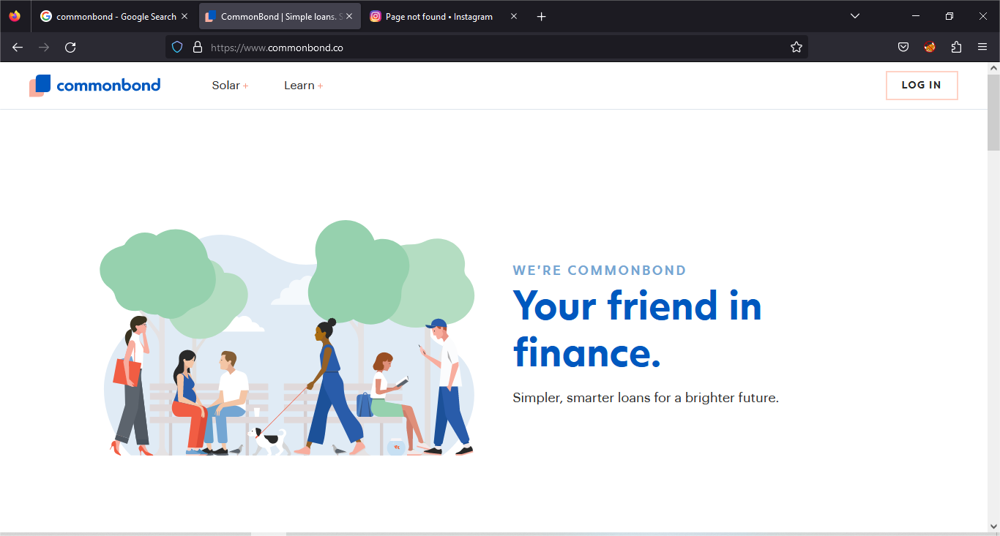 commonbond - Google Search
CommonBond | Simple loans.
Page not found • Instagram
https://www.commonbond.co
commonbond
Solar +
Learn +
LOG IN
WE'RE COMMONBOND
Your friend in
finance.
Simpler, smarter loans for a brighter future.